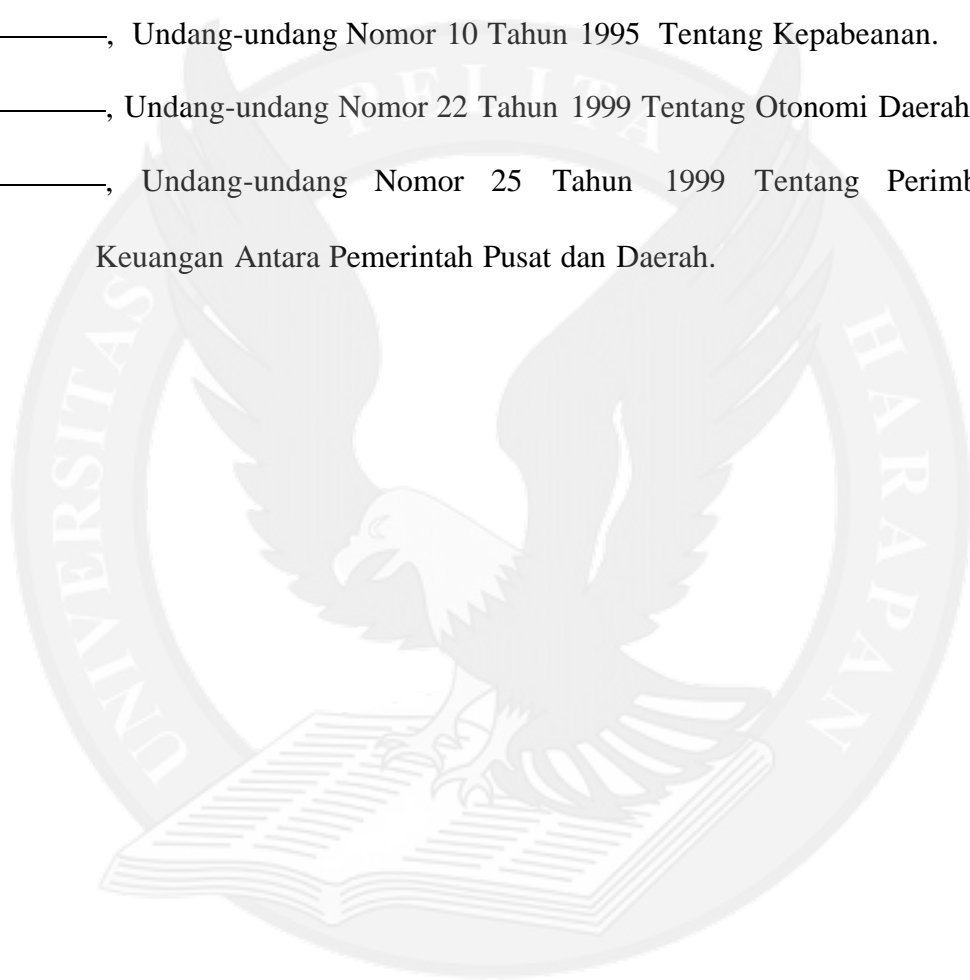 , Undang-undang Nomor 10 Tahun 1995 Tentang Kepabeanan.
, Undang-undang Nomor 22 Tahun 1999 Tentang Otonomi Daerah
, Undang-undang Nomor 25 Tahun 1999 Tentang
Keuangan Antara Pemerintah Pusat dan Daerah.
UNIVERSITAS PELITA HARAPAN